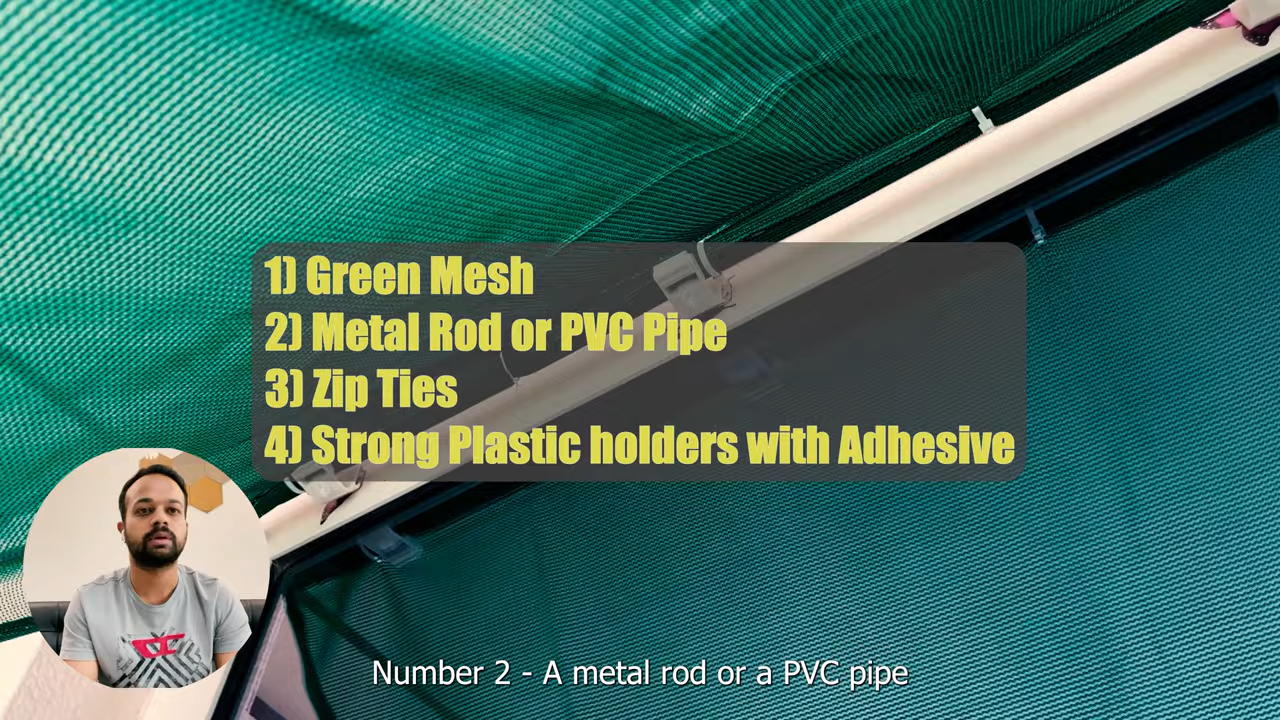 1) Green Mesh
2) Metal Rod or PVC Pipe
3) Zip Ties
4) Strong Plastic holders with Adhesive
Number 2 - A metal rod or a PVC pipe